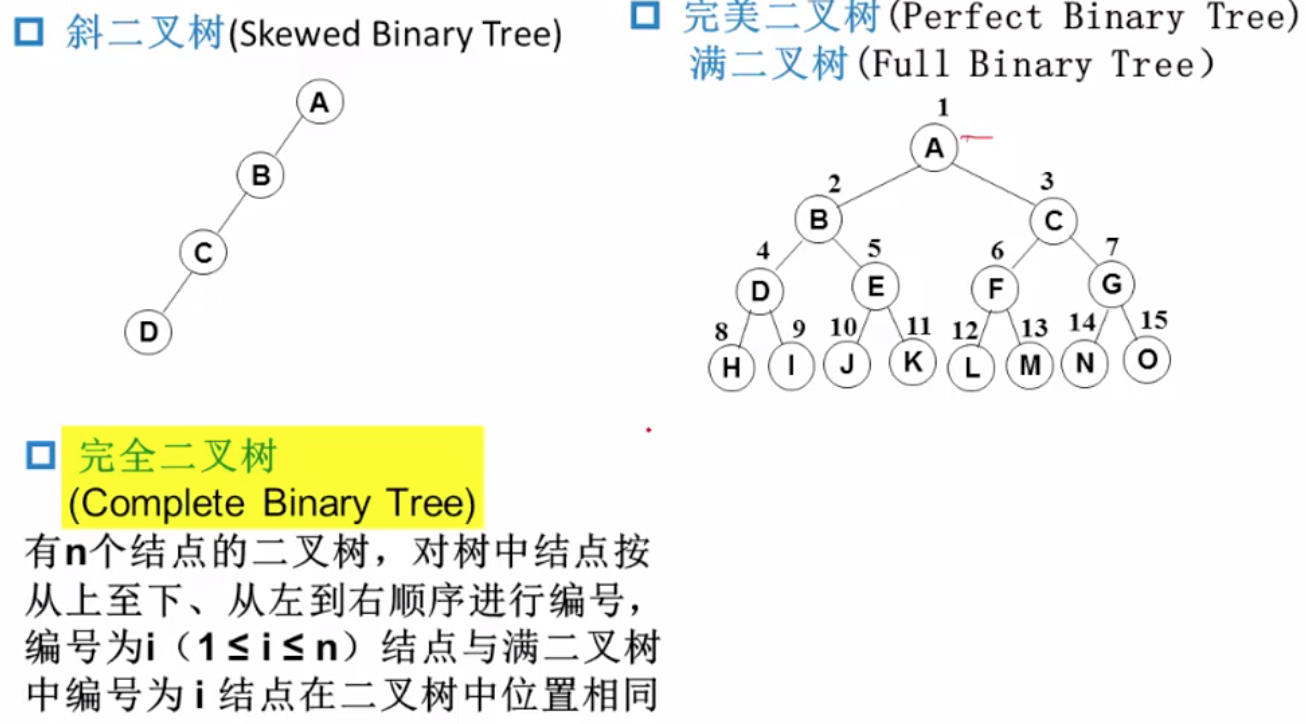 斜二叉树(Skewed Binary Tree)
A
B
C
D
完美二叉树(Perfect Binary Tree)
满二叉树(Full Binary Tree)
1
A
2 3
B C
4 5 6 7
D E F G
8 9 10 11 12 13 14 15
H I J K L M N O
完全二叉树
(Complete Binary Tree)
有n个结点的二叉树，对树中结点按
从上至下、从左到右顺序进行编号，
编号为i（1 ≤ i ≤ n）结点与满二叉树
中编号为 i 结点在二叉树中位置相同